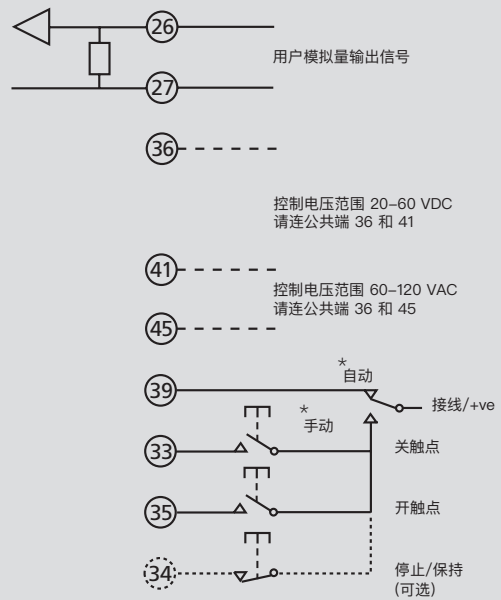 26
用户模拟量输出信号
27
36
控制电压范围 20–60 VDC
请连公共端 36 和 41
41
控制电压范围 60–120 VAC
请连公共端 36 和 45
45
*
自动
39
接线/+ve
*
手动
33
关触点
35
开触点
34
停止/保持
(可选)